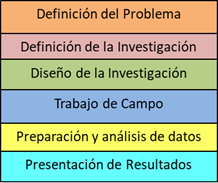 Definición del Problema
Definición de la Investigación
Diseño de la Investigación
Trabajo de Campo
Preparación y análisis de datos
Presentación de Resultados